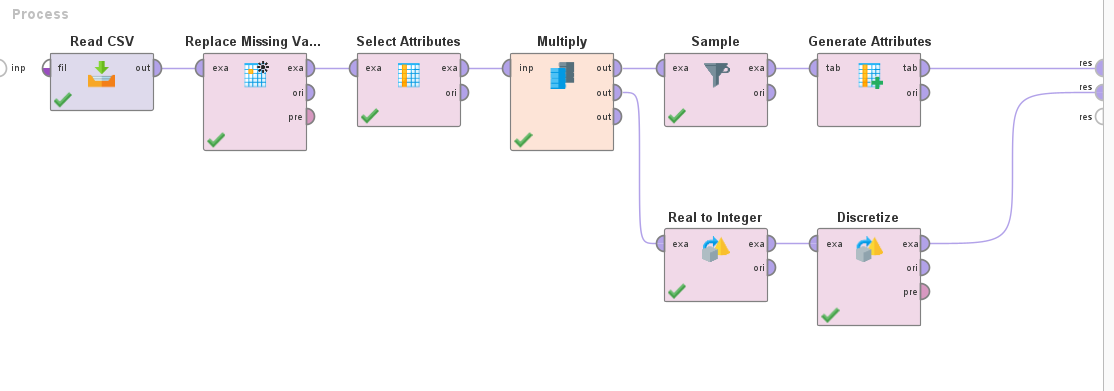 Process
Read CSV
Replace Missing Va...
Select Attributes
Multiply
Sample
Generate Attributes
inp
fil out
exa exa
ori
pre
exa exa
ori
inp out
out
out
exa exa
ori
tab tab
ori
res
res
res
Real to Integer
Discretize
exa exa
ori
exa exa
ori
pre